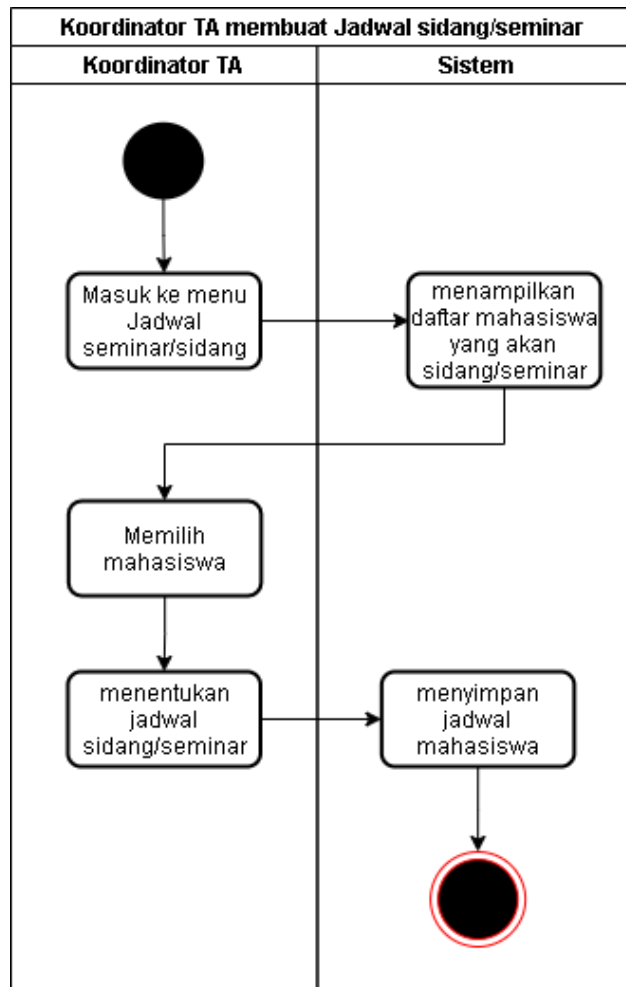 Koordinator TA membuat Jadwal sidang/seminar
Koordinator TA
Sistem
Masuk ke menu
Jadwal
seminar/sidang
menampilkan
daftar mahasiswa
yang akan
sidang/seminar
Memilih
mahasiswa
menentukan
jadwal
sidang/seminar
menyimpan
jadwal
mahasiswa